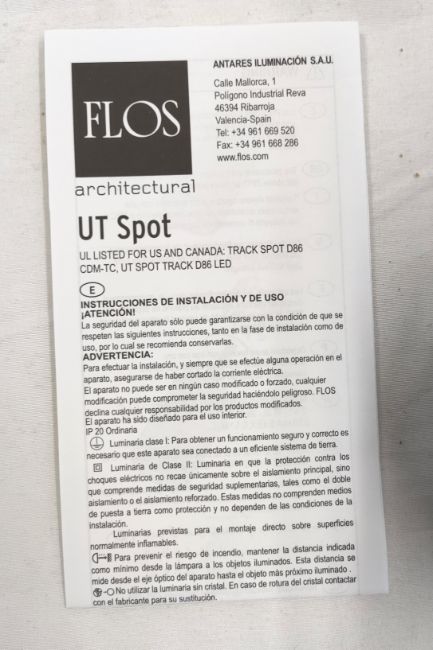 FLOS
architectural
ANTARES ILUMINACIÓN S.A.U.
Calle Mallorca, 1
Polígono Industrial Reva
46394 Ribarroja
Valencia-Spain
Tel: +34 961 669 520
Fax: +34 961 668 286
www.flos.com
UT Spot
UL LISTED FOR US AND CANADA: TRACK SPOT D86
CDM-TC, UT SPOT TRACK D86 LED
E
INSTRUCCIONES DE INSTALACIÓN Y DE USO
¡ATENCIÓN!
La seguridad del aparato sólo puede garantizarse con la condición de que se
respeten las siguientes instrucciones, tanto en la fase de instalación como de
uso, por lo cual se recomienda conservarlas.
ADVERTENCIA:
Para efectuar la instalación, y siempre que se efectúe alguna operación en el
aparato, asegurarse de haber cortado la corriente eléctrica.
El aparato no puede ser en ningún caso modificado o forzado, cualquier
modificación puede comprometer la seguridad haciéndolo peligroso. FLOS
declina cualquier responsabilidad por los productos modificados.
El aparato ha sido diseñado para el uso interior.
IP 20 Ordinaria
Luminaria clase I: Para obtener un funcionamiento seguro y correcto es
necesario que este aparato sea conectado a un eficiente sistema de tierra.
Luminaria de Clase II: Luminaria en que la protección contra los
choques eléctricos no recae únicamente sobre el aislamiento principal, sino
que comprende medidas de seguridad suplementarias, tales como el doble
aislamiento o el aislamiento reforzado. Estas medidas no comprenden medios
de puesta a tierra como protección y no dependen de las condiciones de la
instalación.
Luminarias previstas para el montaje directo sobre superficies
normalmente inflamables.
Para prevenir el riesgo de incendio, mantener la distancia indicada
como mínimo desde la lámpara a los objetos iluminados. Esta distancia se
mide desde el eje óptico del aparato hasta el objeto más próximo iluminado .
No utilizar la luminaria sin cristal. En caso de rotura del cristal contactar
con el fabricante para su sustitución.